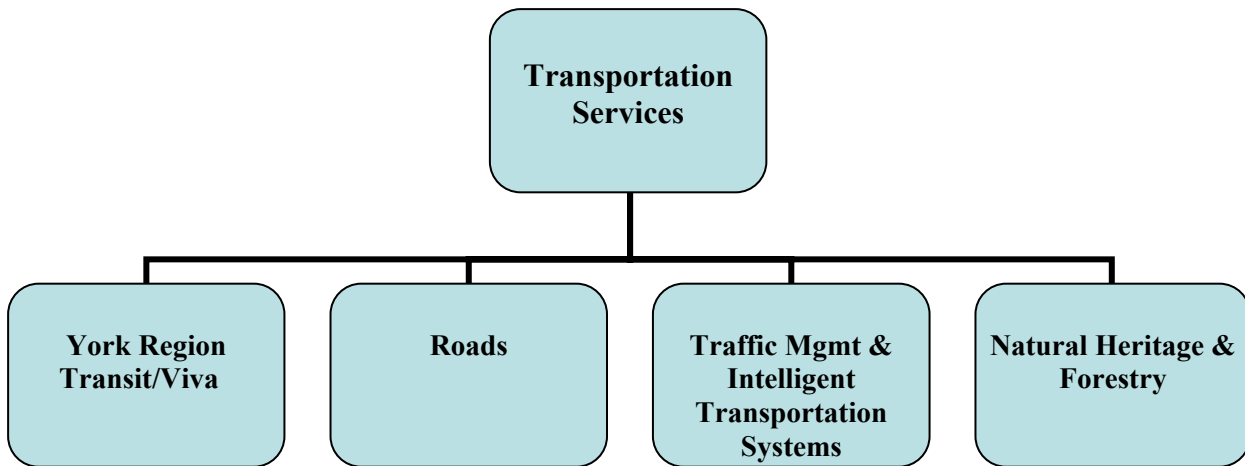 Transportation
Services
York Region
Transit/Viva
Roads
Traffic Mgmt &
Intelligent
Transportation
Systems
Natural Heritage &
Forestry